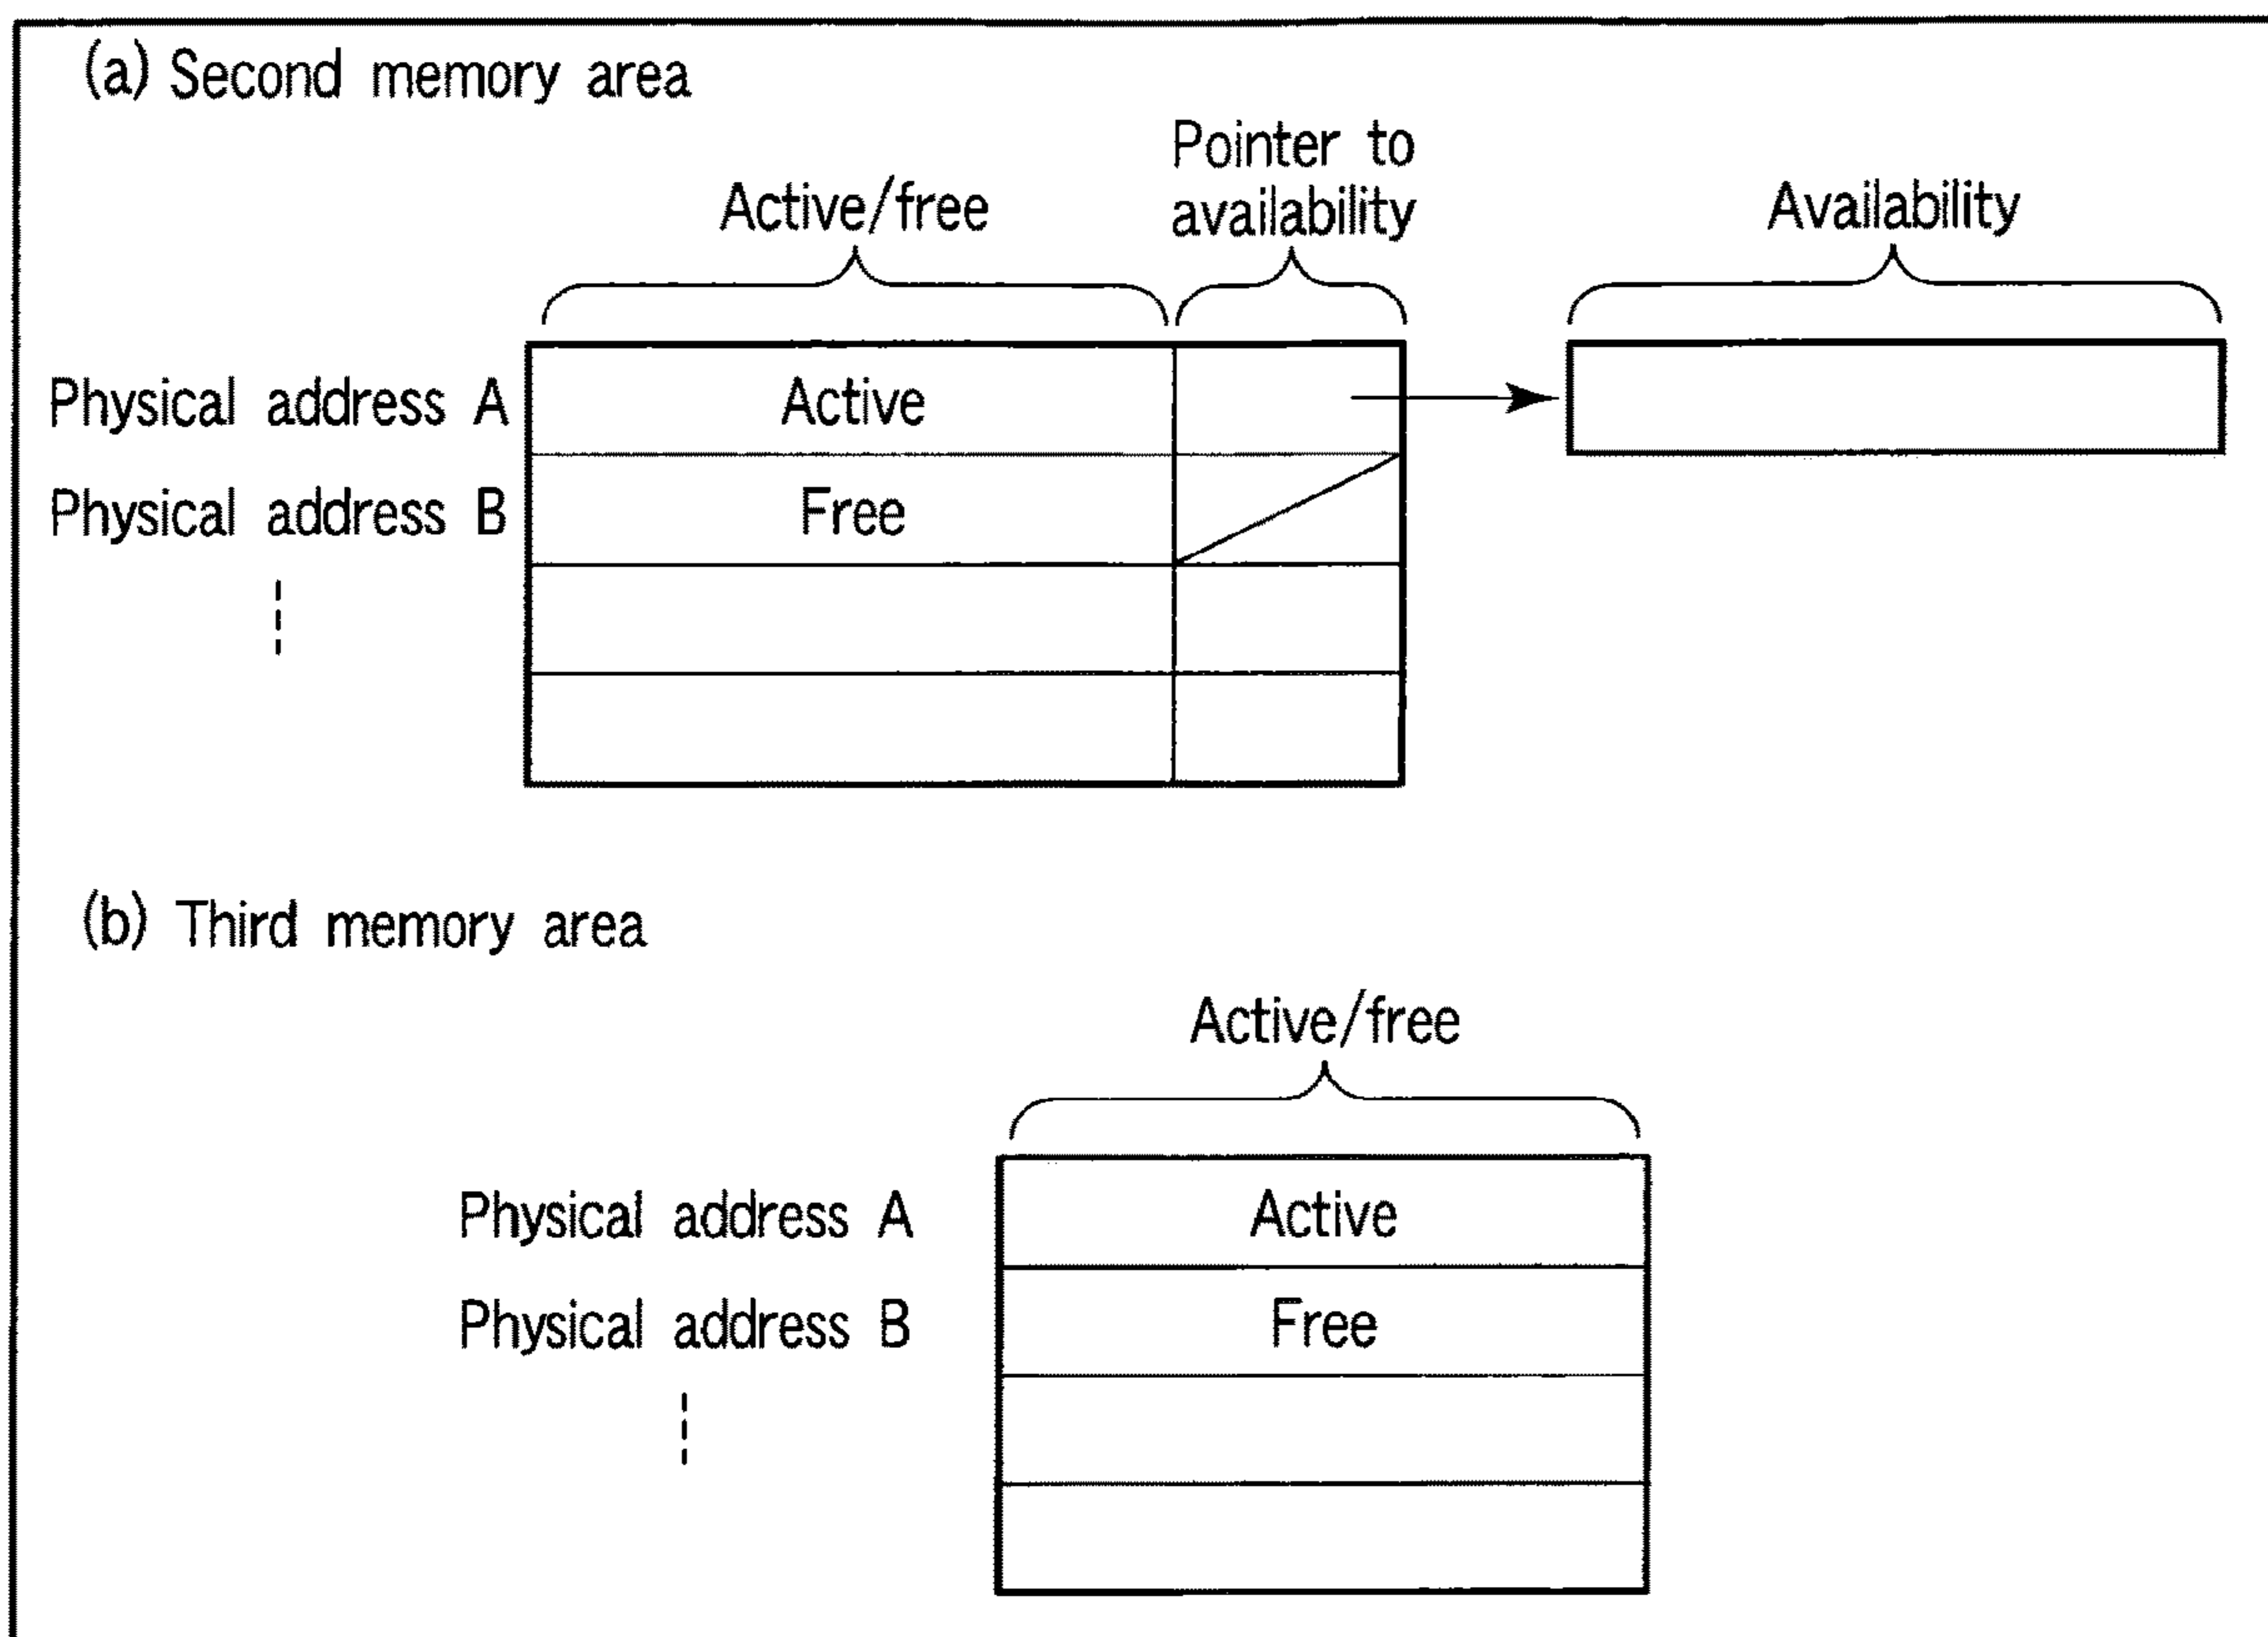 (a) Second memory area
Pointer to
availability
Active/free
Availability
Physical address A
Active
Physical address B
Free
(b) Third memory area
Active/free
Physical address A
Active
Physical address B
Free